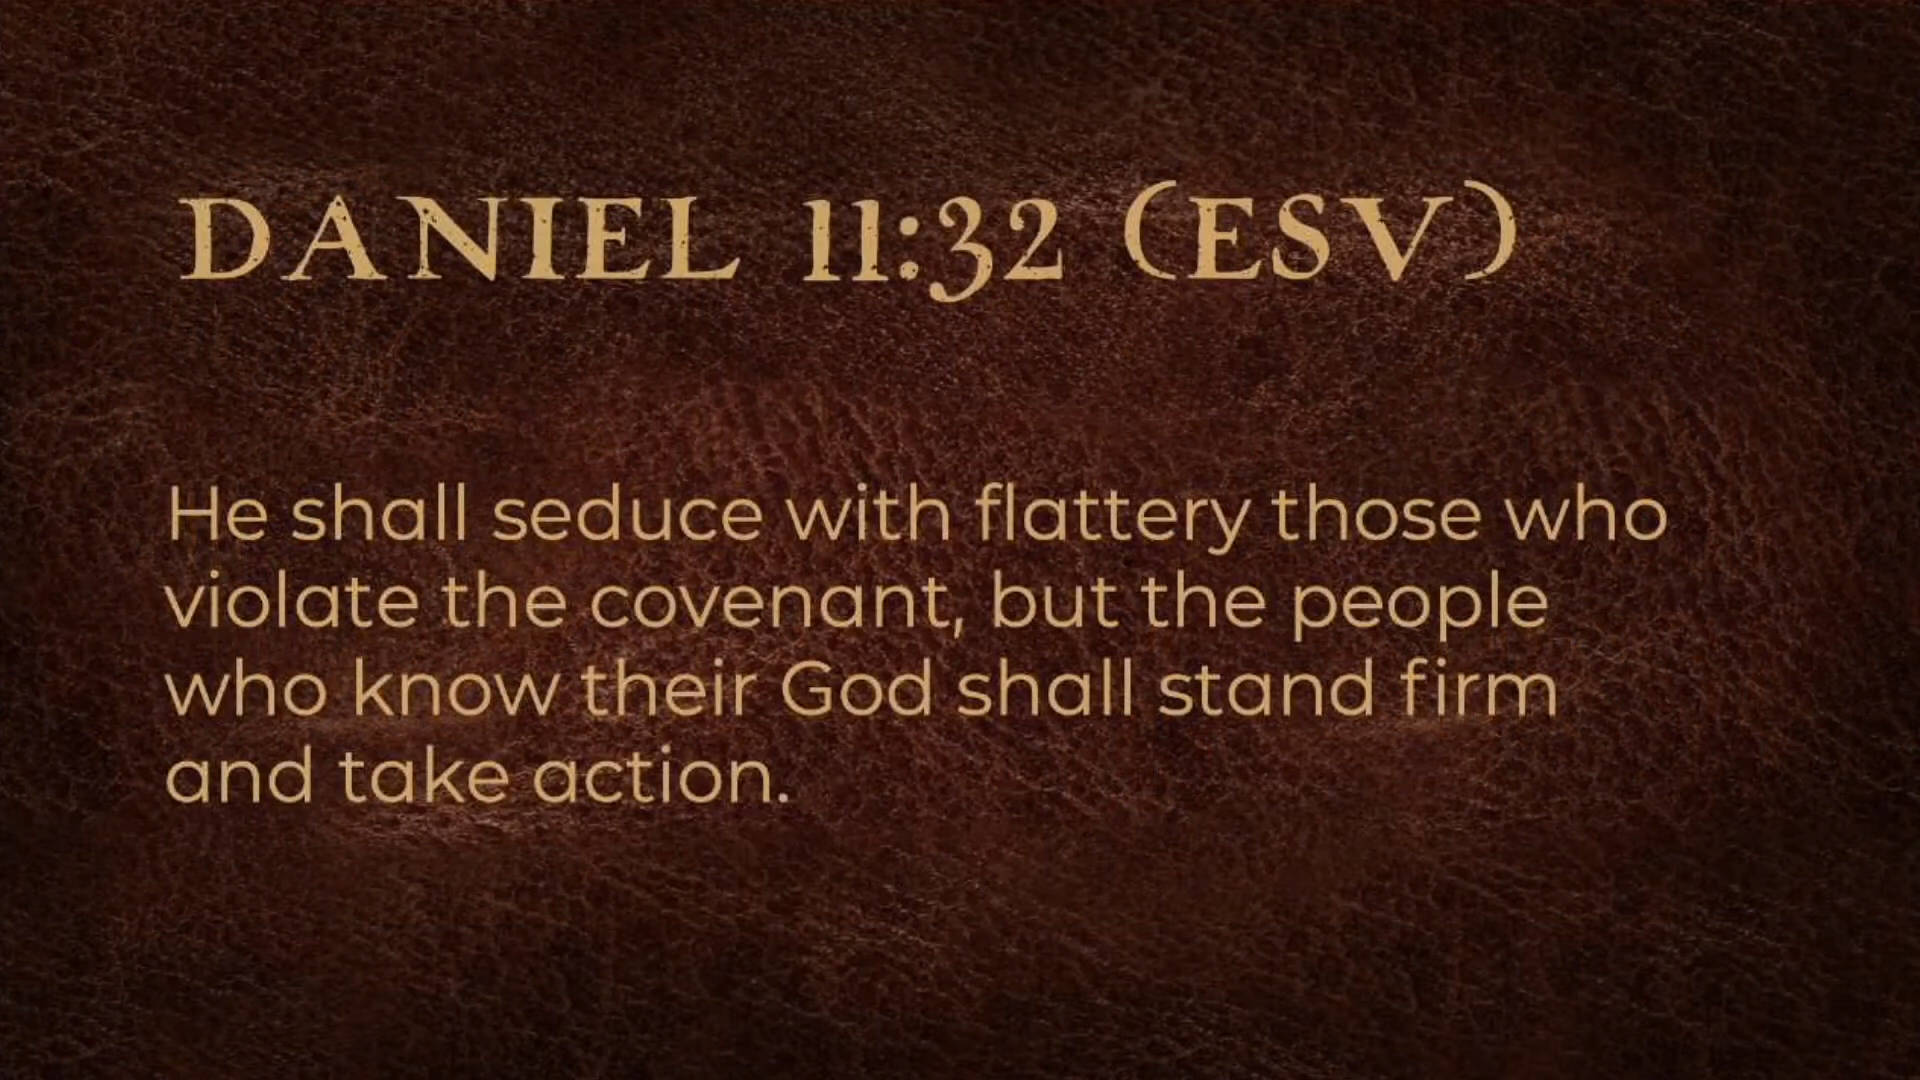 DANIEL 11:32 (ESV)
He shall seduce with flattery those who
violate the covenant, but the people
who know their God shall stand firm
and take action.